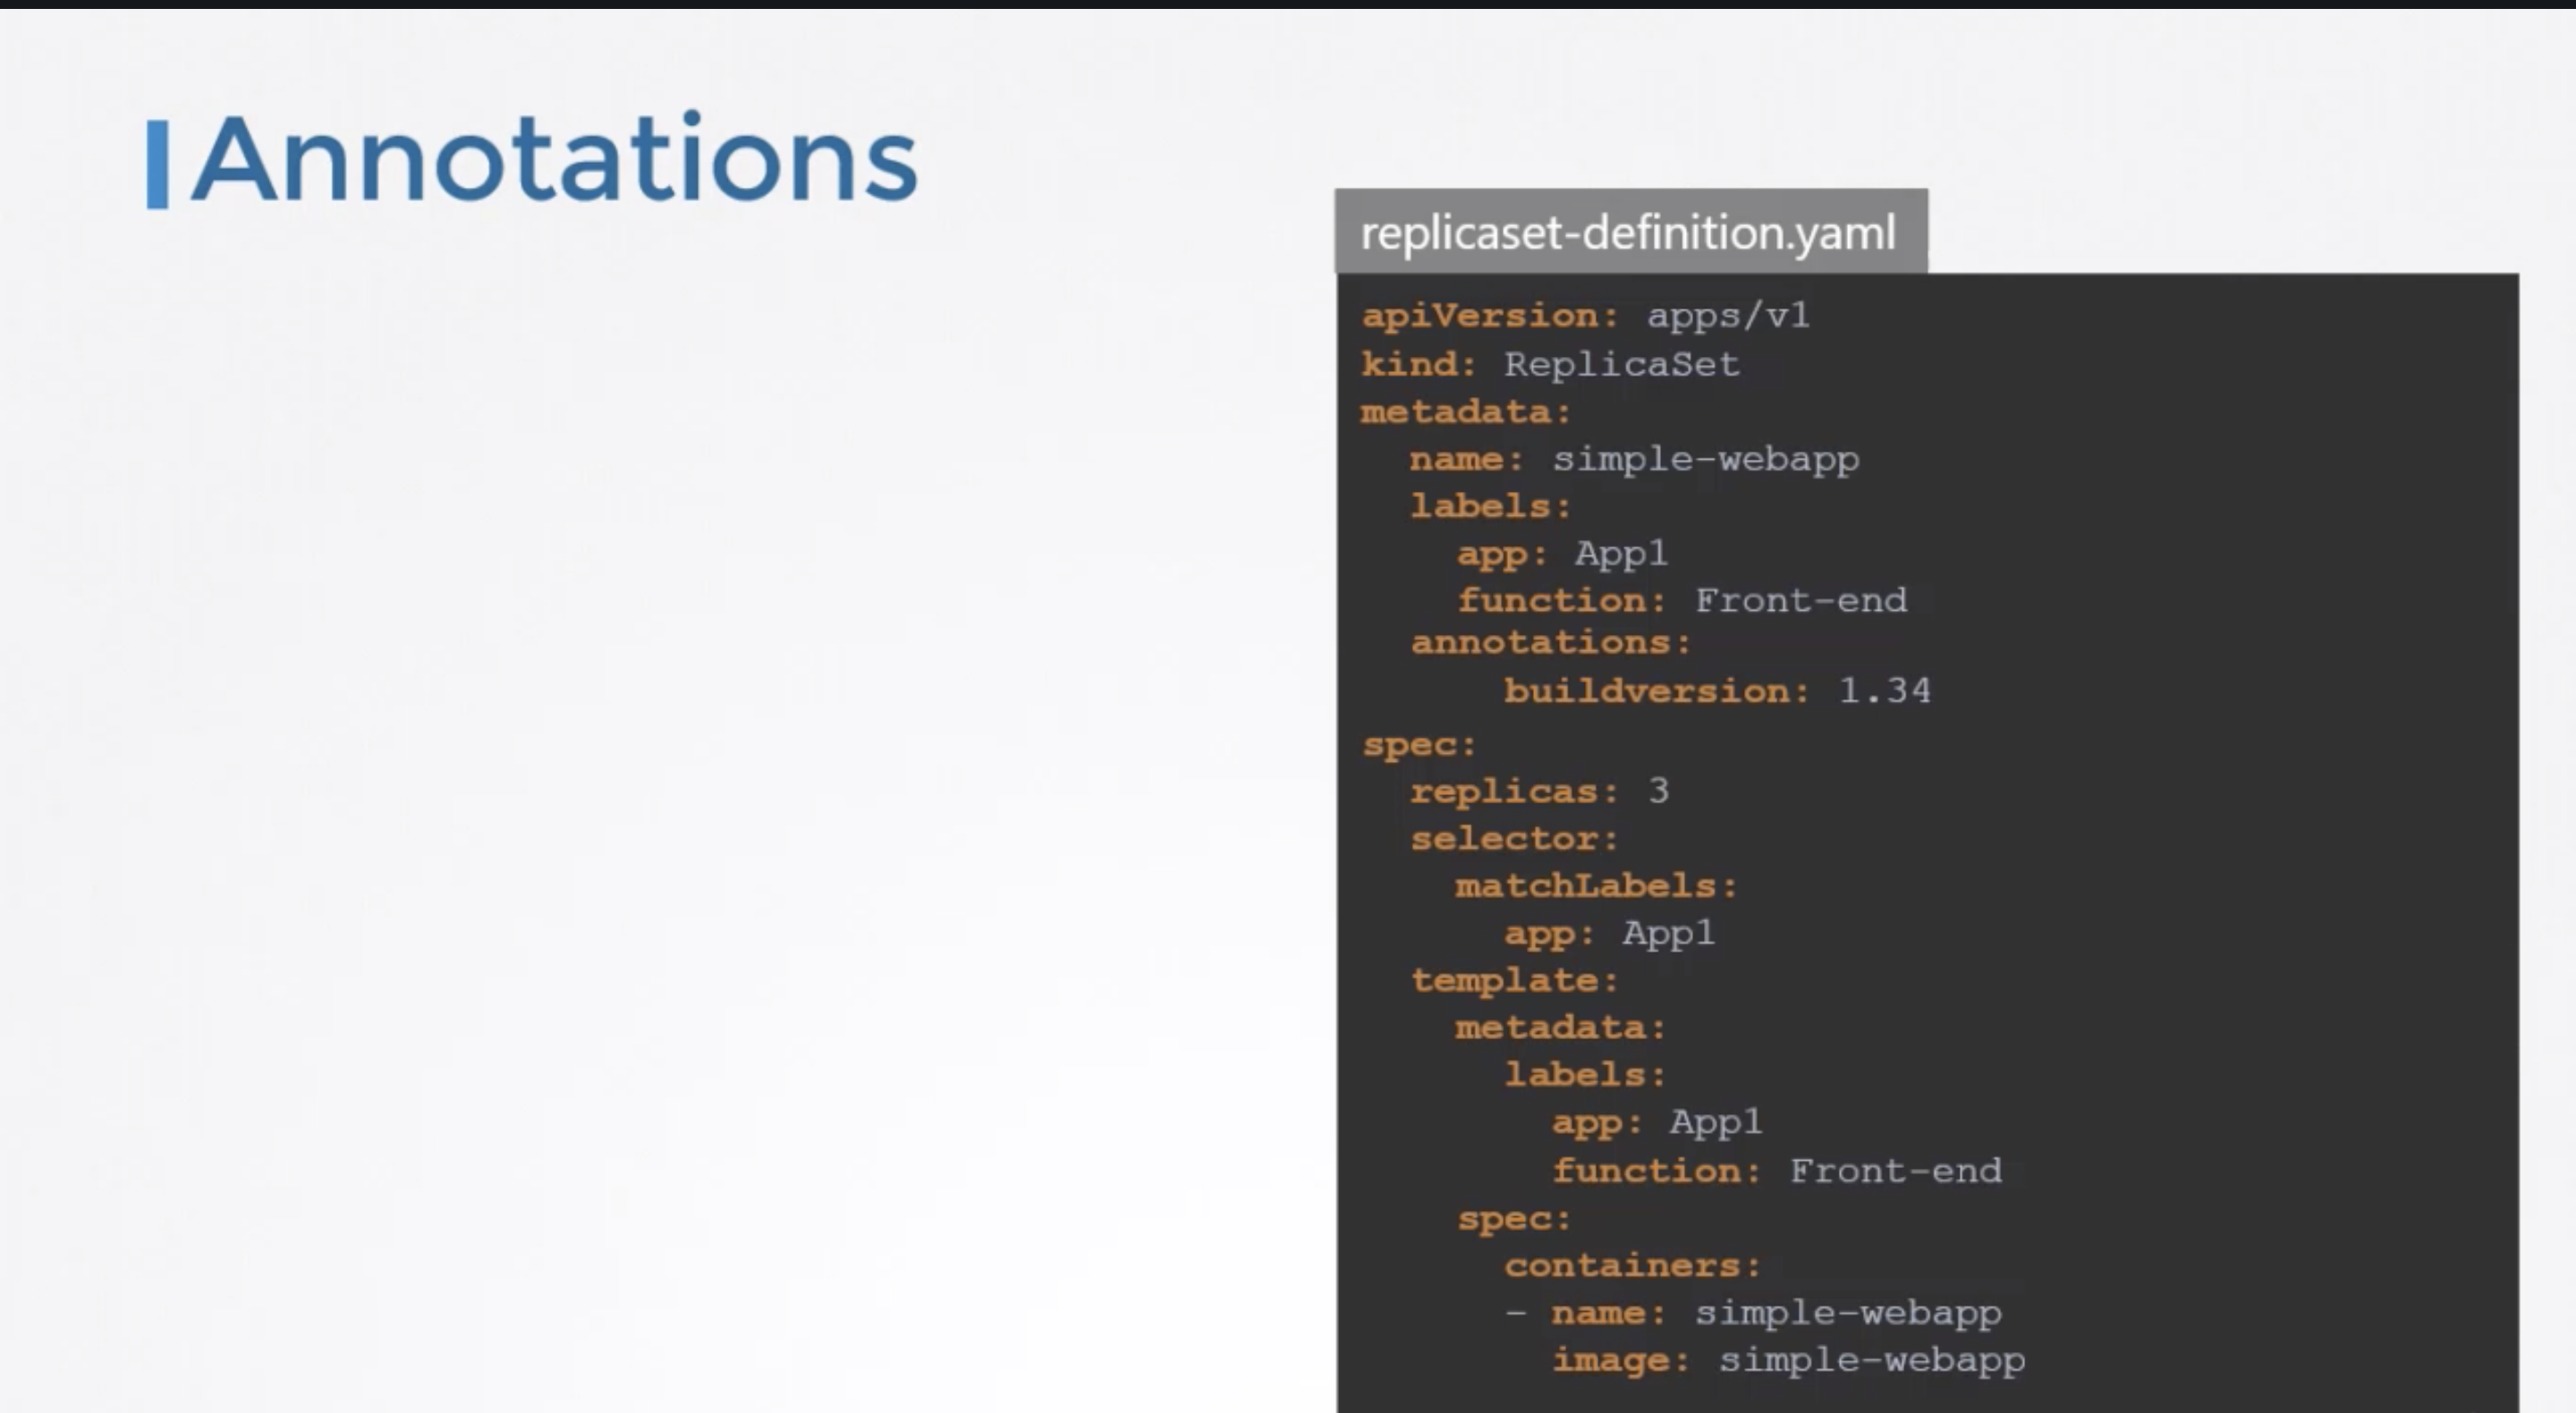 Annotations
replicaset-definition.yaml
apiVersion: apps/v1
kind: ReplicaSet
metadata:
  name: simple-webapp
  labels:
    app: App1
    function: Front-end
  annotations:
      buildversion: 1.34
spec:
  replicas: 3
  selector:
    matchLabels:
      app: App1
  template:
    metadata:
      labels:
        app: App1
        function: Front-end
    spec:
      containers:
      - name: simple-webapp
        image: simple-webapp